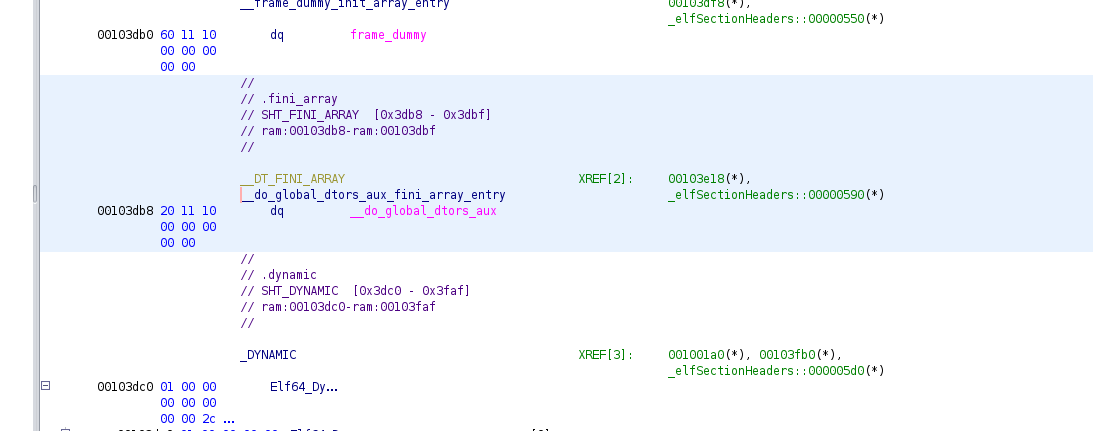 __frame_dummy_init_array_entry 00103df8(*),
_elfSectionHeaders::00000550(*)
00103db0 60 11 10 dq frame_dummy
00 00 00
00 00
//
// .fini_array
// SHT_FINI_ARRAY [0x3db8 - 0x3dbf]
// ram:00103db8-ram:00103dbf
//
__DT_FINI_ARRAY XREF[2]: 00103e18(*),
__do_global_dtors_aux_fini_array_entry _elfSectionHeaders::00000590(*)
00103db8 20 11 10 dq __do_global_dtors_aux
00 00 00
00 00
//
// .dynamic
// SHT_DYNAMIC [0x3dc0 - 0x3faf]
// ram:00103dc0-ram:00103faf
//
_DYNAMIC XREF[3]: 001001a0(*), 00103fb0(*),
_elfSectionHeaders::000005d0(*)
00103dc0 01 00 00 Elf64_Dy...
00 00 00
00 00 2c ...